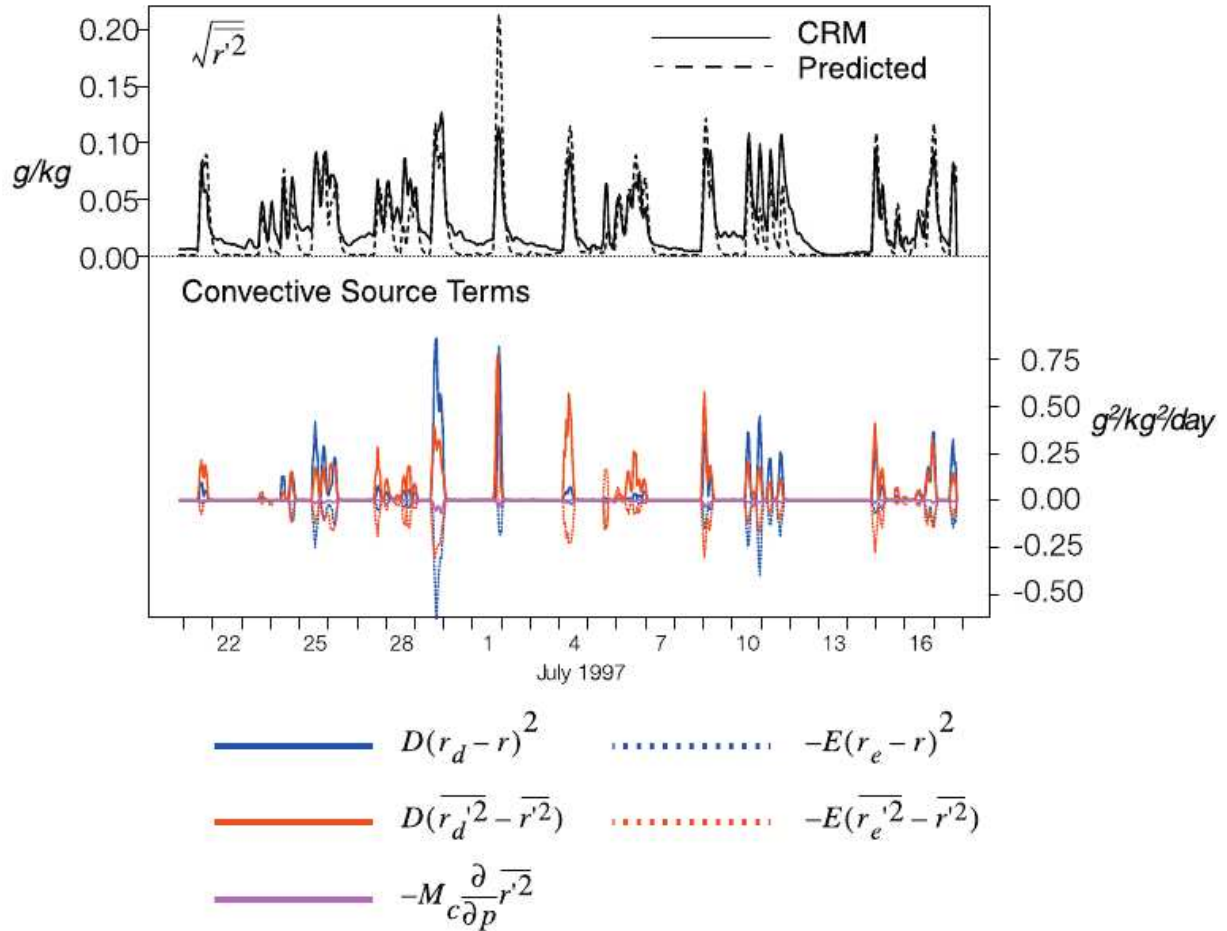 √r'²
CRM
Predicted
0.20
0.15
0.10
0.05
0.00
g/kg
Convective Source Terms
0.75
0.50
0.25
0.00
-0.25
-0.50
g²/kg²/day
22 25 28 1 4 7 10 13 16
July 1997
D(r_d − r)² −E(r_e − r)²
D(r_d'² − r'²) −E(r_e'² − r'²)
−M_c ∂/∂p r'²